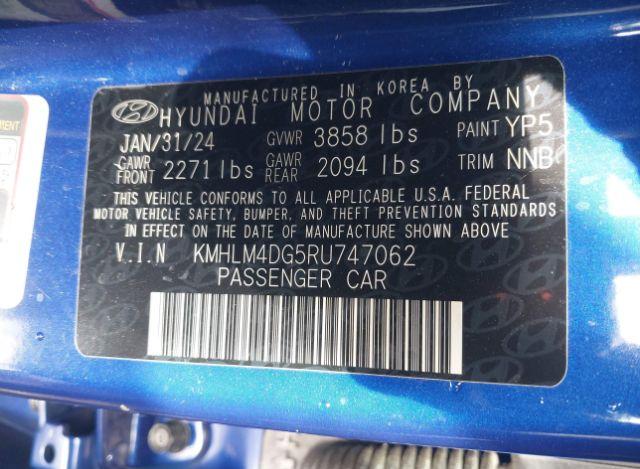 MANUFACTURED IN KOREA BY
HYUNDAI MOTOR COMPANY
JAN/31/24 GVWR 3858 lbs PAINT YP5
GAWR FRONT 2271 lbs GAWR REAR 2094 lbs TRIM NNB
THIS VEHICLE CONFORMS TO ALL APPLICABLE U.S.A. FEDERAL
MOTOR VEHICLE SAFETY, BUMPER, AND THEFT PREVENTION STANDARDS
IN EFFECT ON THE DATE OF MANUFACTURE SHOWN ABOVE
V.I.N KMHLM4DG5RU747062
PASSENGER CAR